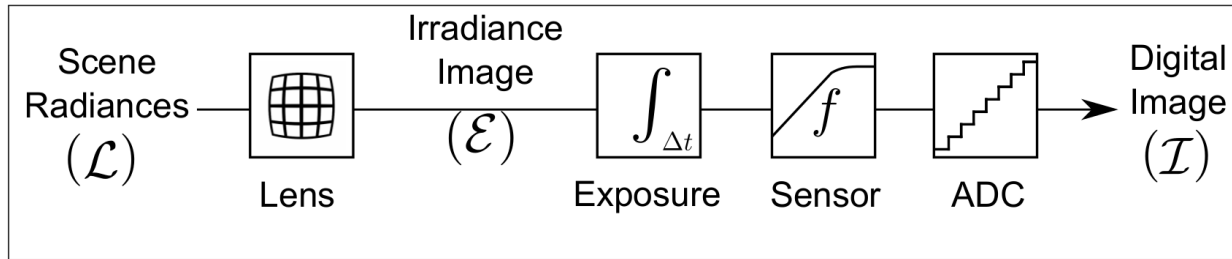 Scene
Radiances
(ℒ)
Lens
Irradiance
Image
(ℰ)
∫Δt
Exposure
f
Sensor
ADC
Digital
Image
(ℐ)